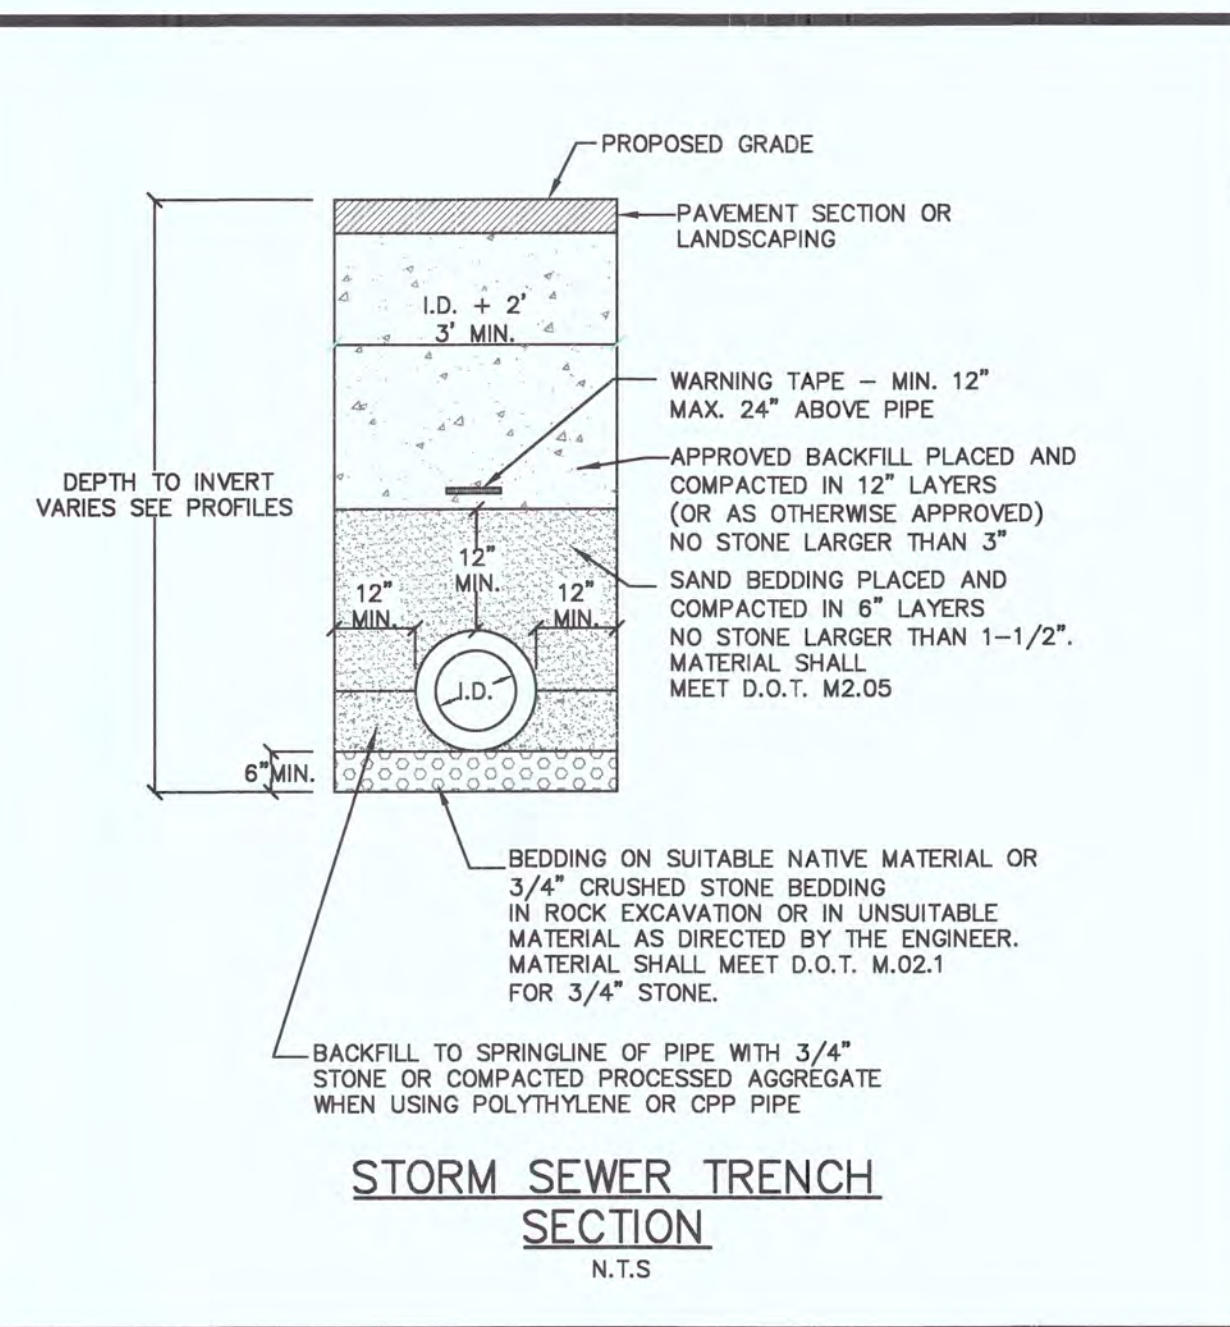 PROPOSED GRADE
PAVEMENT SECTION OR
LANDSCAPING
I.D. + 2'
3' MIN.
WARNING TAPE – MIN. 12"
MAX. 24" ABOVE PIPE
APPROVED BACKFILL PLACED AND
COMPACTED IN 12" LAYERS
(OR AS OTHERWISE APPROVED)
NO STONE LARGER THAN 3"
DEPTH TO INVERT
VARIES SEE PROFILES
SAND BEDDING PLACED AND
COMPACTED IN 6" LAYERS
NO STONE LARGER THAN 1–1/2".
MATERIAL SHALL
MEET D.O.T. M2.05
12"
MIN.
12"
MIN.
12"
MIN.
I.D.
6"MIN.
BEDDING ON SUITABLE NATIVE MATERIAL OR
3/4" CRUSHED STONE BEDDING
IN ROCK EXCAVATION OR IN UNSUITABLE
MATERIAL AS DIRECTED BY THE ENGINEER.
MATERIAL SHALL MEET D.O.T. M.02.1
FOR 3/4" STONE.
BACKFILL TO SPRINGLINE OF PIPE WITH 3/4"
STONE OR COMPACTED PROCESSED AGGREGATE
WHEN USING POLYTHYLENE OR CPP PIPE
STORM SEWER TRENCH
SECTION
N.T.S